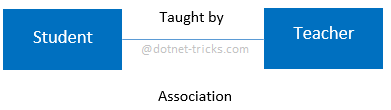 Taught by
Student
Teacher
@dotnet-tricks.com
Association